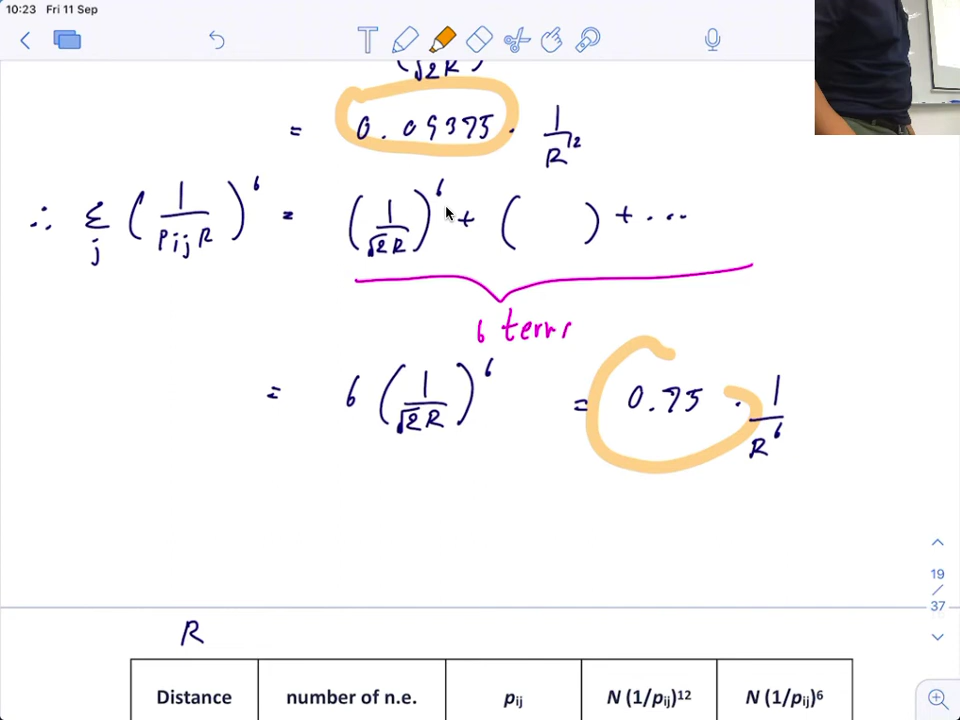 10:23 Fri 11 Sep
(√2R)
= 0.09375 · 1/R¹²
∴ Σj (1/PijR)⁶ = (1/√2R)⁶ + ( ) + ...
6 terms
= 6 (1/√2R)⁶ = 0.75 · 1/R⁶
19
/
37
R
Distance number of n.e. pij N (1/pij)12 N (1/pij)6